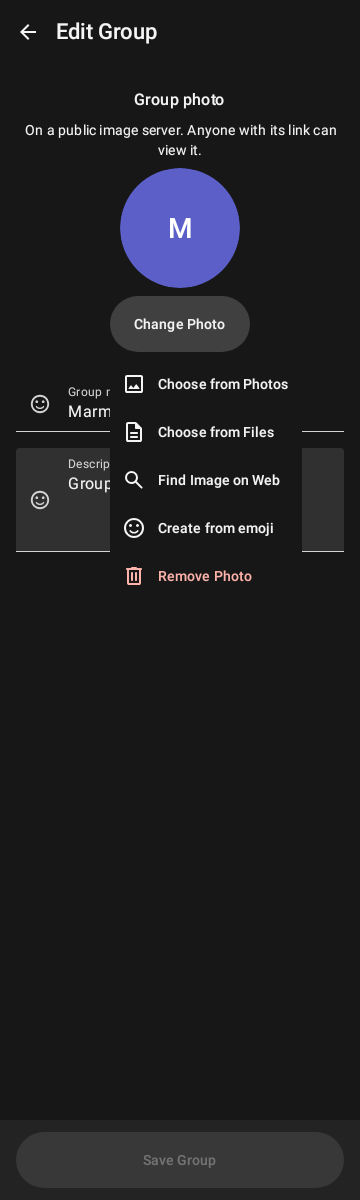 Edit Group
Group photo
On a public image server. Anyone with its link can
view it.
M
Change Photo
Choose from Photos
Choose from Files
Find Image on Web
Create from emoji
Remove Photo
Group
Save Group